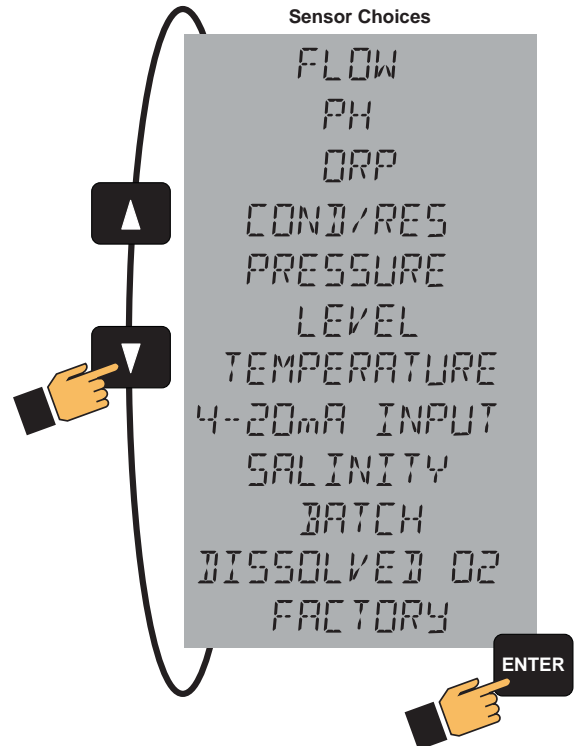 Sensor Choices
FLOW
PH
ORP
COND/RES
PRESSURE
LEVEL
TEMPERATURE
4-20mA INPUT
SALINITY
BATCH
DISSOLVED O2
FACTORY
ENTER